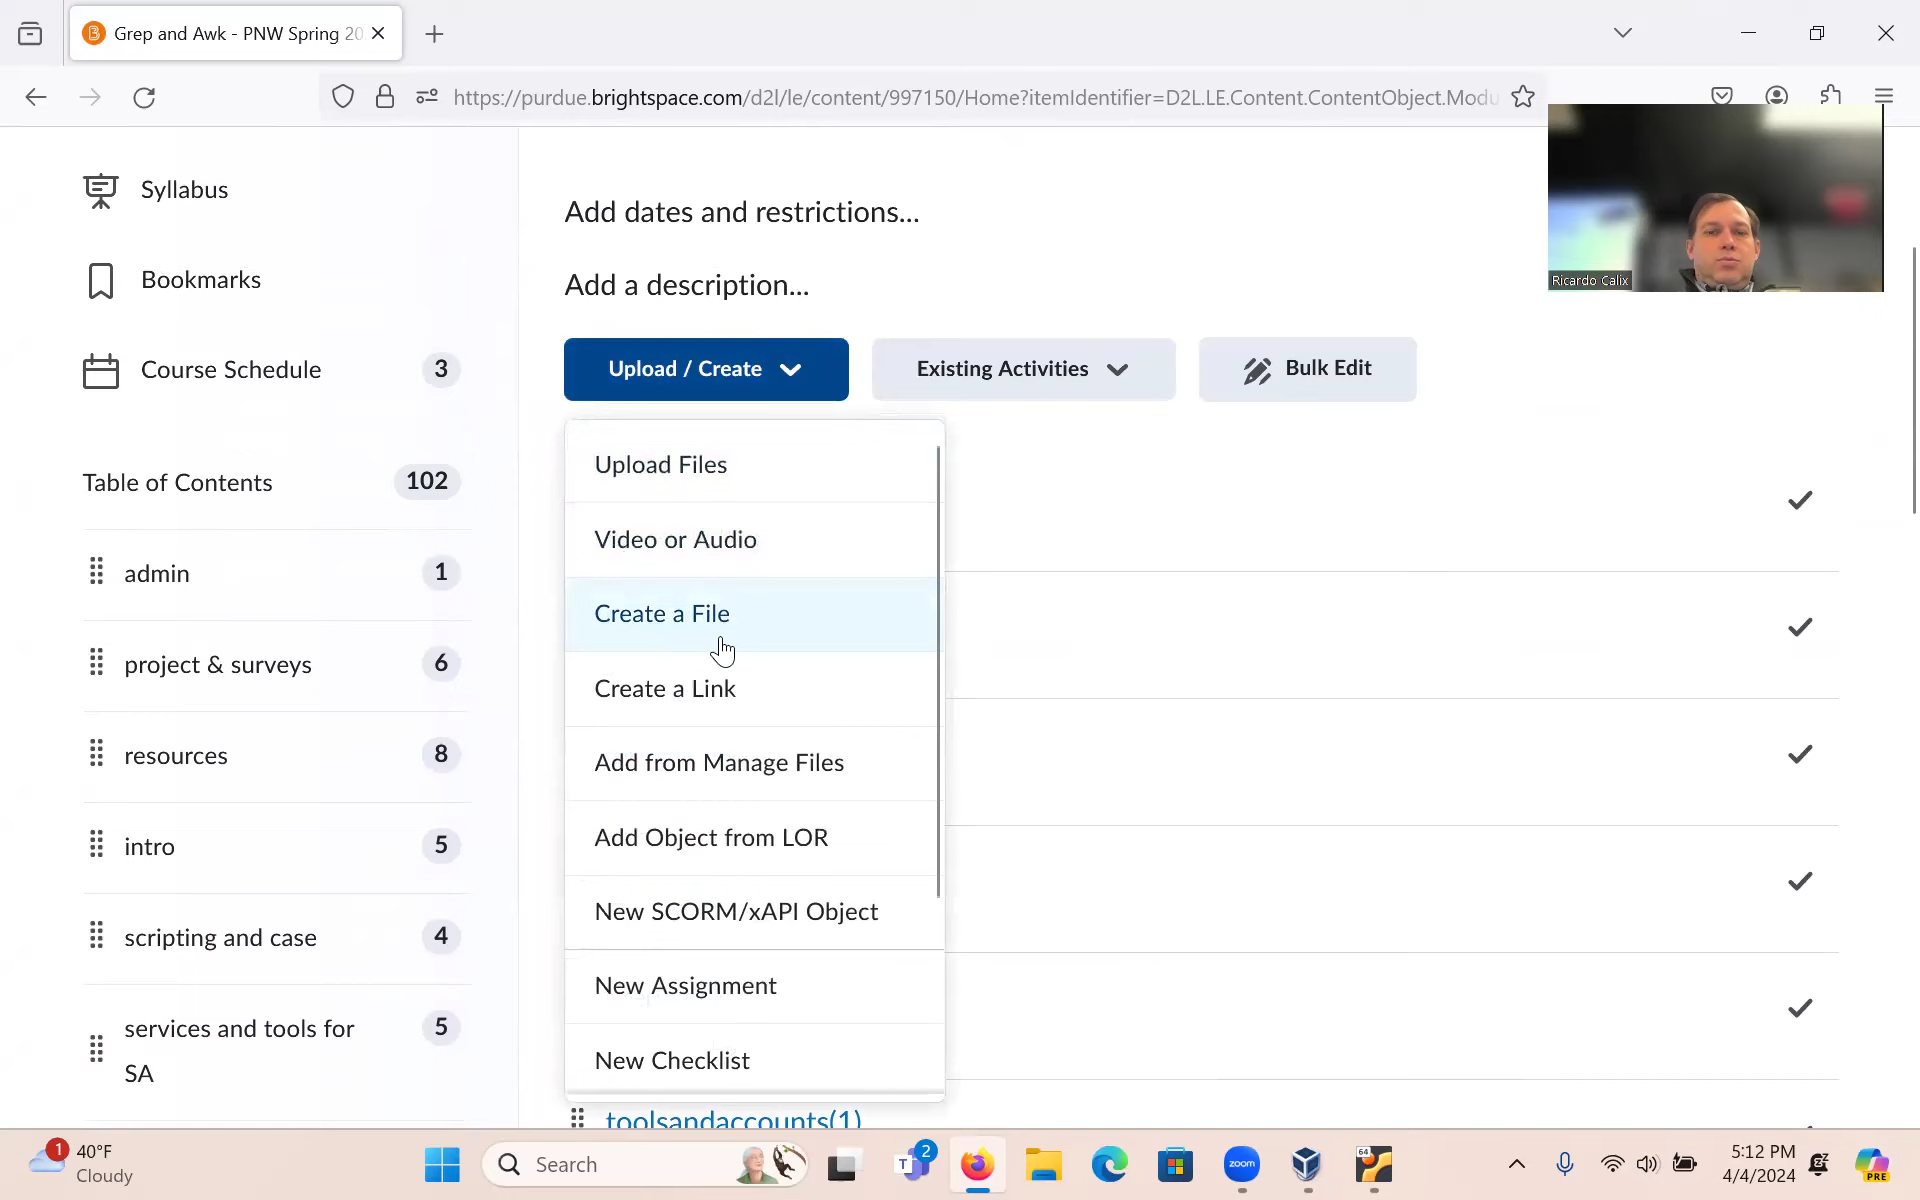 Grep and Awk - PNW Spring 20
https://purdue.brightspace.com/d2l/le/content/997150/Home?itemIdentifier=D2L.LE.Content.ContentObject.Modu
Ricardo Calix
Syllabus
Bookmarks
Course Schedule 3
Table of Contents 102
admin 1
project & surveys 6
resources 8
intro 5
scripting and case 4
services and tools for 5
SA
Add dates and restrictions...
Add a description...
Upload / Create
Existing Activities
Bulk Edit
Upload Files
Video or Audio
Create a File
Create a Link
Add from Manage Files
Add Object from LOR
New SCORM/xAPI Object
New Assignment
New Checklist
toolsandaccounts(1)
1
40°F
Cloudy
Search
T
2
zoom
64
5:12 PM
4/4/2024
PRE